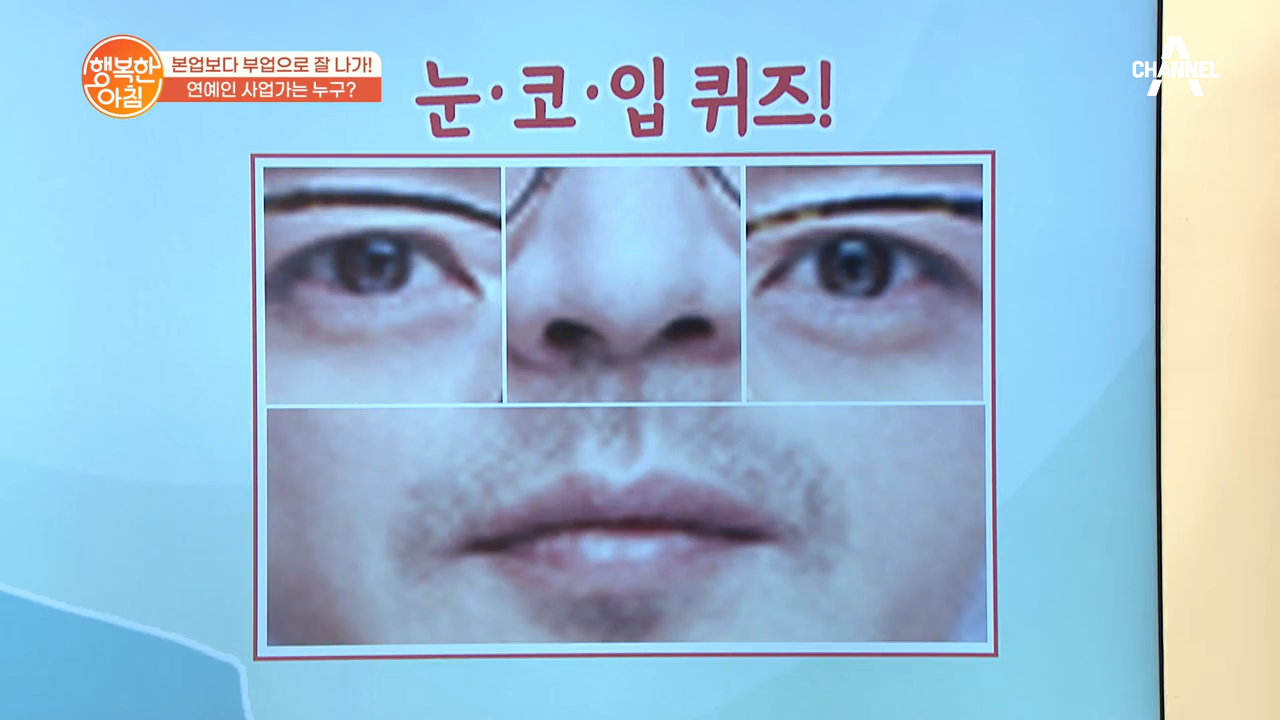 행복한
아침
본업보다 부업으로 잘 나가!
연예인 사업가는 누구?
눈·코·입 퀴즈!
CHANNEL A